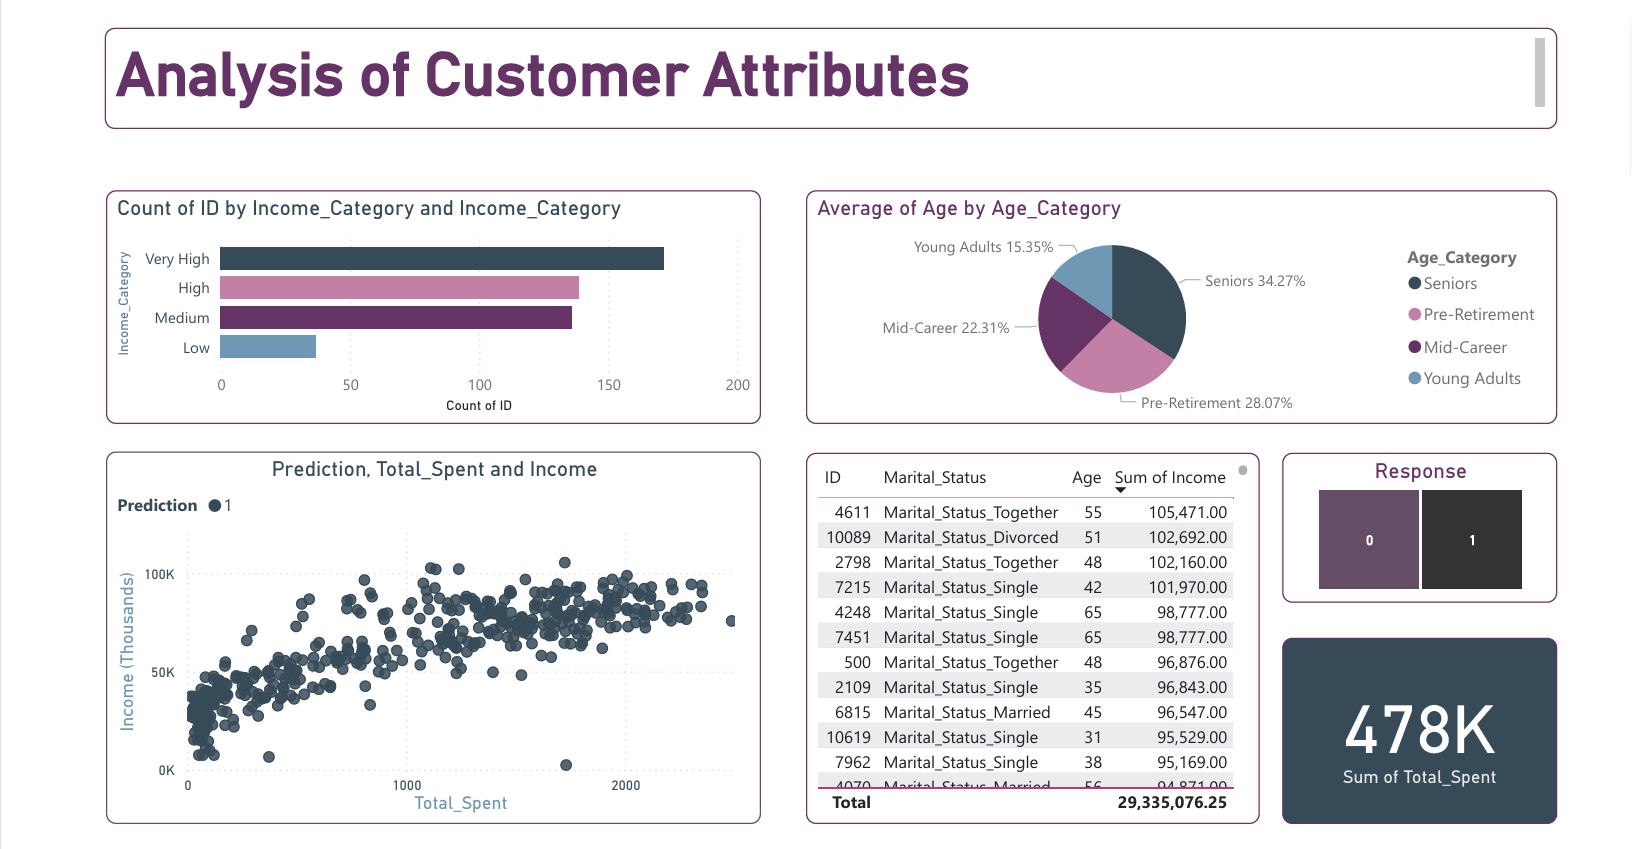 Analysis of Customer Attributes
Count of ID by Income_Category and Income_Category
Income_Category
Very High
High
Medium
Low
0 50 100 150 200
Count of ID
Average of Age by Age_Category
Young Adults 15.35%
Seniors 34.27%
Mid-Career 22.31%
Pre-Retirement 28.07%
Age_Category
Seniors
Pre-Retirement
Mid-Career
Young Adults
Prediction, Total_Spent and Income
Prediction 1
Income (Thousands)
100K
50K
0K
0 1000 2000
Total_Spent
ID Marital_Status Age Sum of Income
4611 Marital_Status_Together 55 105,471.00
10089 Marital_Status_Divorced 51 102,692.00
2798 Marital_Status_Together 48 102,160.00
7215 Marital_Status_Single 42 101,970.00
4248 Marital_Status_Single 65 98,777.00
7451 Marital_Status_Single 65 98,777.00
500 Marital_Status_Together 48 96,876.00
2109 Marital_Status_Single 35 96,843.00
6815 Marital_Status_Married 45 96,547.00
10619 Marital_Status_Single 31 95,529.00
7962 Marital_Status_Single 38 95,169.00
4070 Marital_Status_Married 56 94,871.00
Total 29,335,076.25
Response
0 1
478K
Sum of Total_Spent